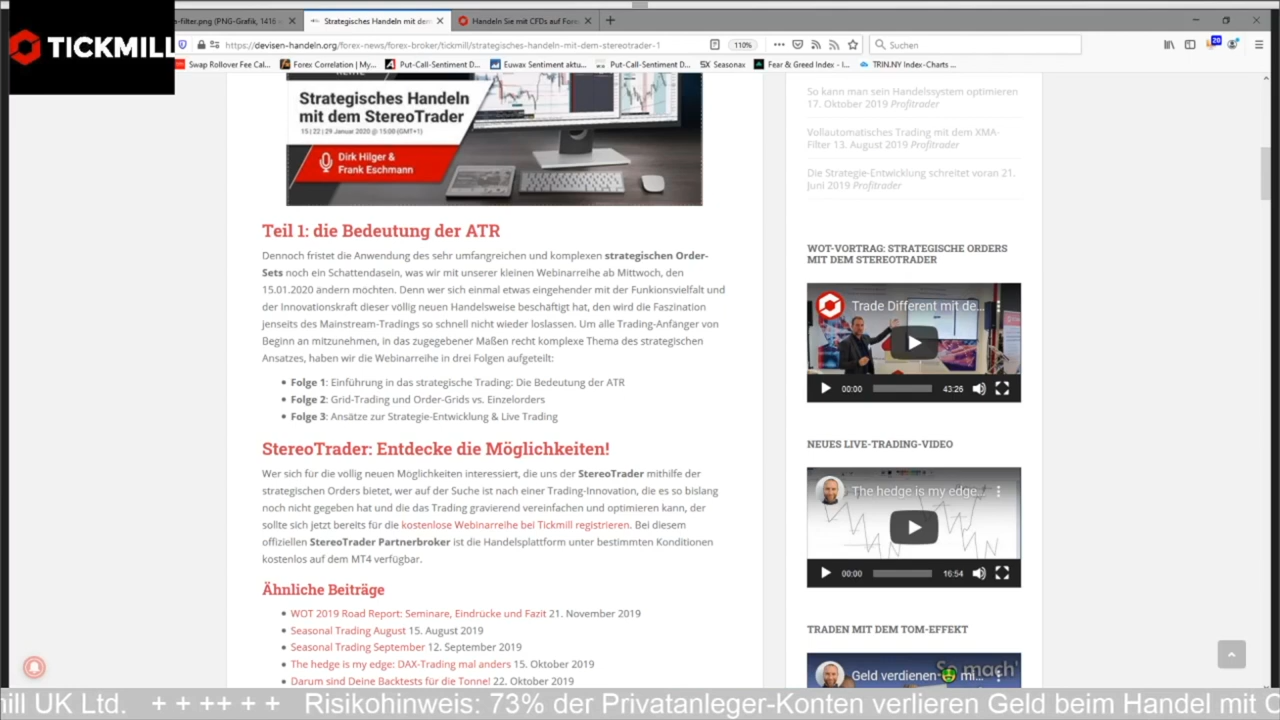 TICKMILL
a-filter.png (PNG-Grafik, 1416
Strategisches Handeln mit dem
Handeln Sie mit CFDs auf Fore
https://devisen-handeln.org/forex-news/forex-broker/tickmill/strategisches-handeln-mit-dem-stereotrader-1
110%
Suchen
20
Swap Rollover Fee Cal...
Forex Correlation | My...
Put-Call-Sentiment D...
Euwax Sentiment aktu...
Put-Call-Sentiment D...
SX Seasonax
Fear & Greed Index - I...
TRIN.NY Index-Charts ...
Strategisches Handeln
mit dem StereoTrader
15 | 22 | 29 Januar 2020 @ 15:00 (GMT+1)
Dirk Hilger &
Frank Eschmann
Teil 1: die Bedeutung der ATR
Dennoch fristet die Anwendung des sehr umfangreichen und komplexen strategischen Order-
Sets noch ein Schattendasein, was wir mit unserer kleinen Webinarreihe ab Mittwoch, den
15.01.2020 ändern möchten. Denn wer sich einmal etwas eingehender mit der Funkionsvielfalt und
der Innovationskraft dieser völlig neuen Handelsweise beschäftigt hat, den wird die Faszination
jenseits des Mainstream-Tradings so schnell nicht wieder loslassen. Um alle Trading-Anfänger von
Beginn an mitzunehmen, in das zugegebener Maßen recht komplexe Thema des strategischen
Ansatzes, haben wir die Webinarreihe in drei Folgen aufgeteilt:
• Folge 1: Einführung in das strategische Trading: Die Bedeutung der ATR
• Folge 2: Grid-Trading und Order-Grids vs. Einzelorders
• Folge 3: Ansätze zur Strategie-Entwicklung & Live Trading
StereoTrader: Entdecke die Möglichkeiten!
Wer sich für die völlig neuen Möglichkeiten interessiert, die uns der StereoTrader mithilfe der
strategischen Orders bietet, wer auf der Suche ist nach einer Trading-Innovation, die es so bislang
noch nicht gegeben hat und die das Trading gravierend vereinfachen und optimieren kann, der
sollte sich jetzt bereits für die kostenlose Webinarreihe bei Tickmill registrieren. Bei diesem
offiziellen StereoTrader Partnerbroker ist die Handelsplattform unter bestimmten Konditionen
kostenlos auf dem MT4 verfügbar.
Ähnliche Beiträge
• WOT 2019 Road Report: Seminare, Eindrücke und Fazit 21. November 2019
• Seasonal Trading August 15. August 2019
• Seasonal Trading September 12. September 2019
• The hedge is my edge: DAX-Trading mal anders 15. Oktober 2019
• Darum sind Deine Backtests für die Tonne! 22. Oktober 2019
So kann man sein Handelssystem optimieren
17. Oktober 2019 Profitrader
Vollautomatisches Trading mit dem XMA-
Filter 13. August 2019 Profitrader
Die Strategie-Entwicklung schreitet voran 21.
Juni 2019 Profitrader
WOT-VORTRAG: STRATEGISCHE ORDERS
MIT DEM STEREOTRADER
Trade Different mit de...
00:00
43:26
NEUES LIVE-TRADING-VIDEO
The hedge is my edge...
00:00
16:54
TRADEN MIT DEM TOM-EFFEKT
Geld verdienen mi...
So mach'
mill UK Ltd. + + ++ + + Risikohinweis: 73% der Privatanleger-Konten verlieren Geld beim Handel mit C